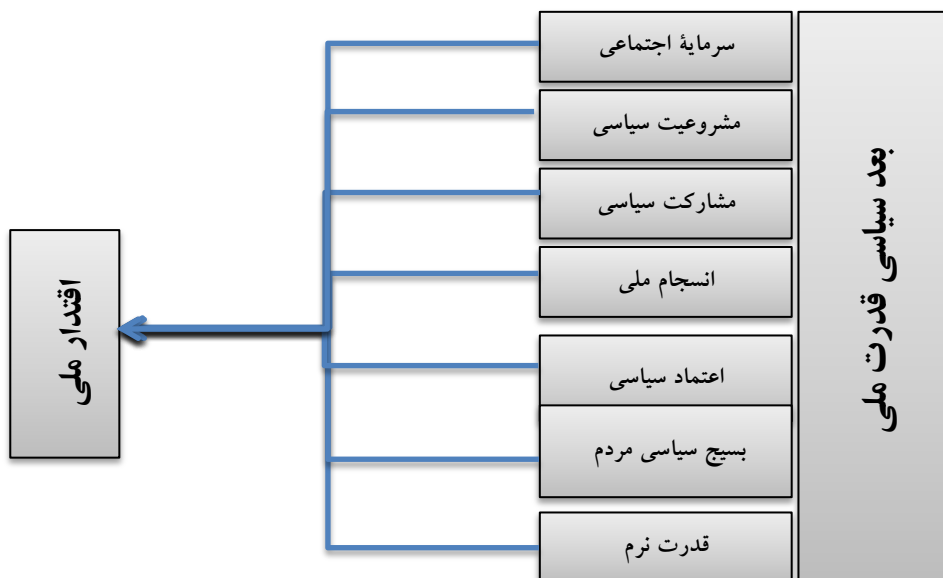 بعد سیاسی قدرت ملی
سرمایهٔ اجتماعی
مشروعیت سیاسی
مشارکت سیاسی
انسجام ملی
اعتماد سیاسی
بسیج سیاسی مردم
قدرت نرم
اقتدار ملی